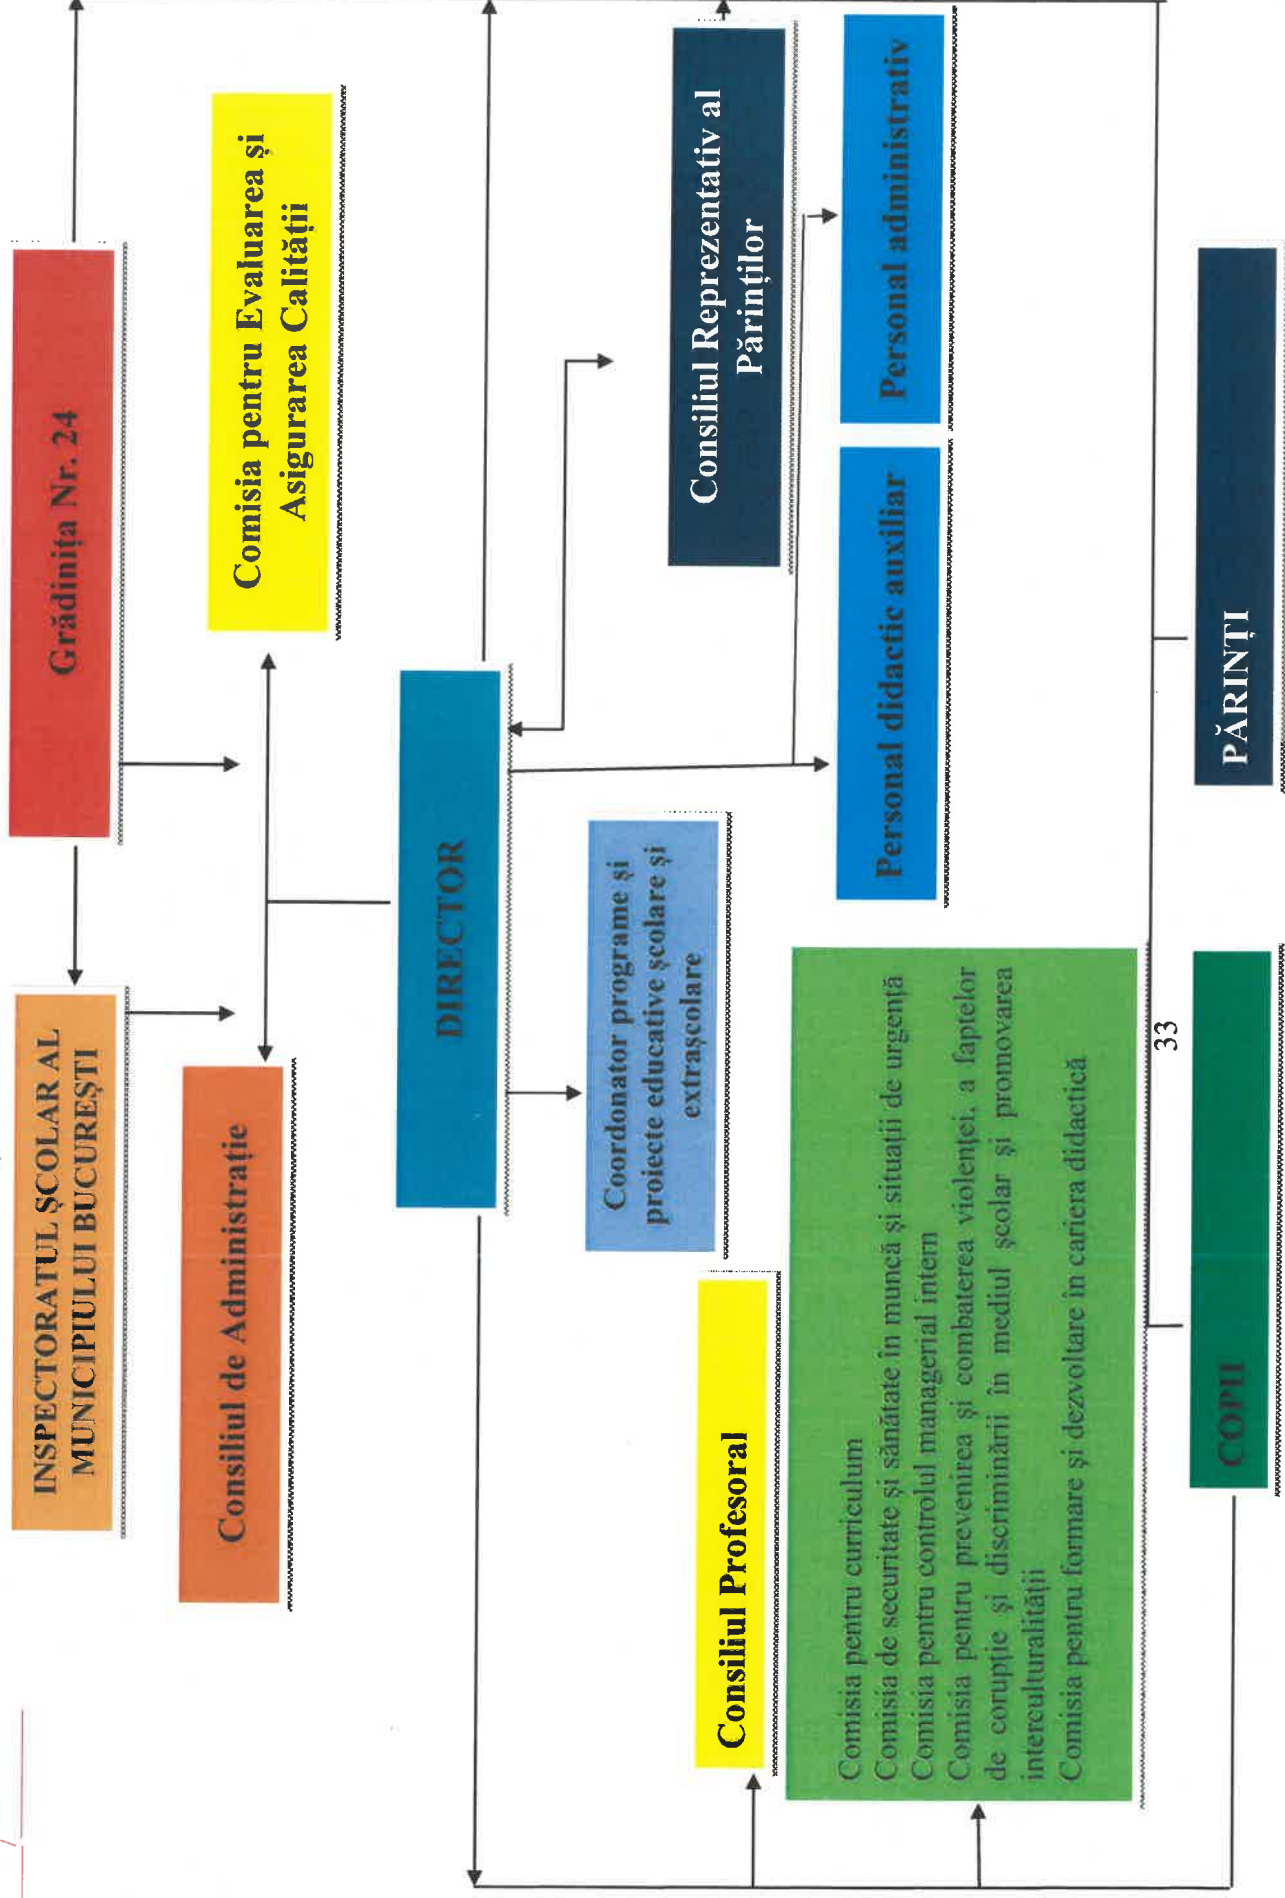 INSPECTORATUL ȘCOLAR AL
MUNICIPIULUI BUCUREȘTI
Grădinița Nr. 24
Consiliul de Administrație
Comisia pentru Evaluarea și
Asigurarea Calității
DIRECTOR
Coordonator programe și
proiecte educative școlare și
extrașcolare
Consiliul Reprezentativ al
Părinților
Consiliul Profesoral
Comisia pentru curriculum
Comisia de securitate și sănătate în muncă și situații de urgență
Comisia pentru controlul managerial intern
Comisia pentru prevenirea și combaterea violenței, a faptelor
de corupție și discriminării în mediul școlar și promovarea
interculturalității
Comisia pentru formare și dezvoltare în cariera didactică
Personal didactic auxiliar
Personal administrativ
33
COPII
PĂRINȚI